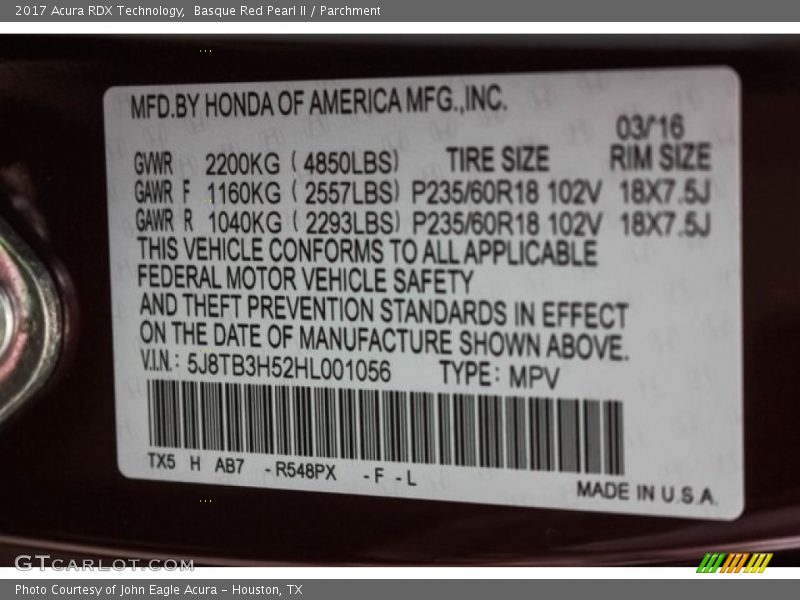 2017 Acura RDX Technology, Basque Red Pearl II / Parchment
MFD.BY HONDA OF AMERICA MFG.,INC.
03/16
GVWR 2200KG ( 4850LBS) TIRE SIZE RIM SIZE
GAWR F 1160KG ( 2557LBS) P235/60R18 102V 18X7.5J
GAWR R 1040KG ( 2293LBS) P235/60R18 102V 18X7.5J
THIS VEHICLE CONFORMS TO ALL APPLICABLE
FEDERAL MOTOR VEHICLE SAFETY
AND THEFT PREVENTION STANDARDS IN EFFECT
ON THE DATE OF MANUFACTURE SHOWN ABOVE.
V.I.N.: 5J8TB3H52HL001056 TYPE: MPV
TX5 H AB7 - R548PX - F - L
MADE IN U.S.A.
GTCARLOT.COM
Photo Courtesy of John Eagle Acura - Houston, TX